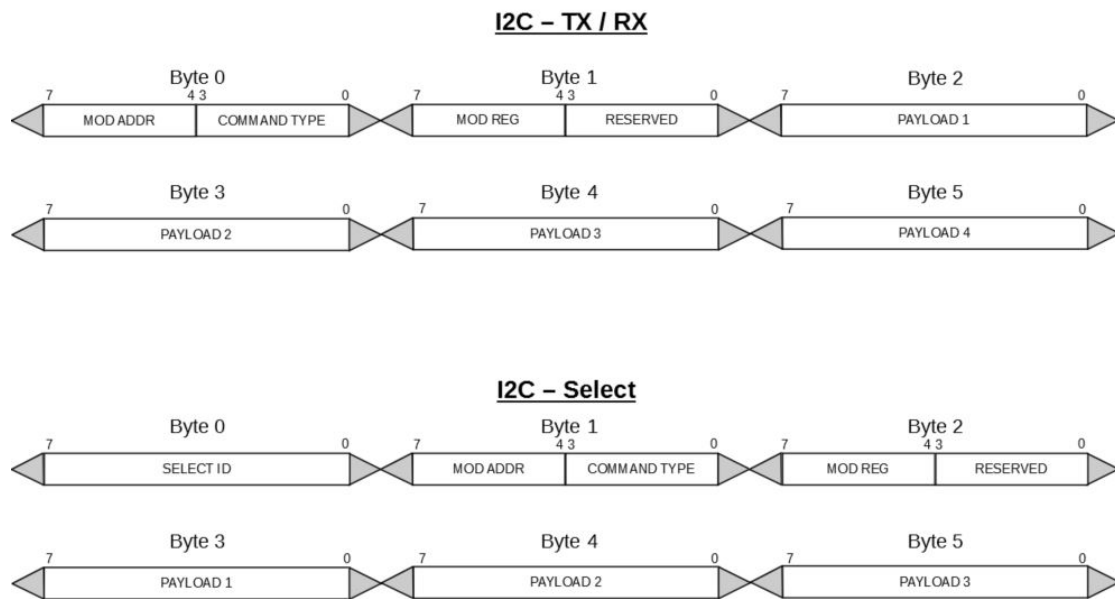 I2C – TX / RX
Byte 0 Byte 1 Byte 2
7 4 3 0 7 4 3 0 7 0
MOD ADDR COMMAND TYPE MOD REG RESERVED PAYLOAD 1
Byte 3 Byte 4 Byte 5
7 0 7 0 7 0
PAYLOAD 2 PAYLOAD 3 PAYLOAD 4
I2C – Select
Byte 0 Byte 1 Byte 2
7 0 7 4 3 0 7 4 3 0
SELECT ID MOD ADDR COMMAND TYPE MOD REG RESERVED
Byte 3 Byte 4 Byte 5
7 0 7 0 7 0
PAYLOAD 1 PAYLOAD 2 PAYLOAD 3